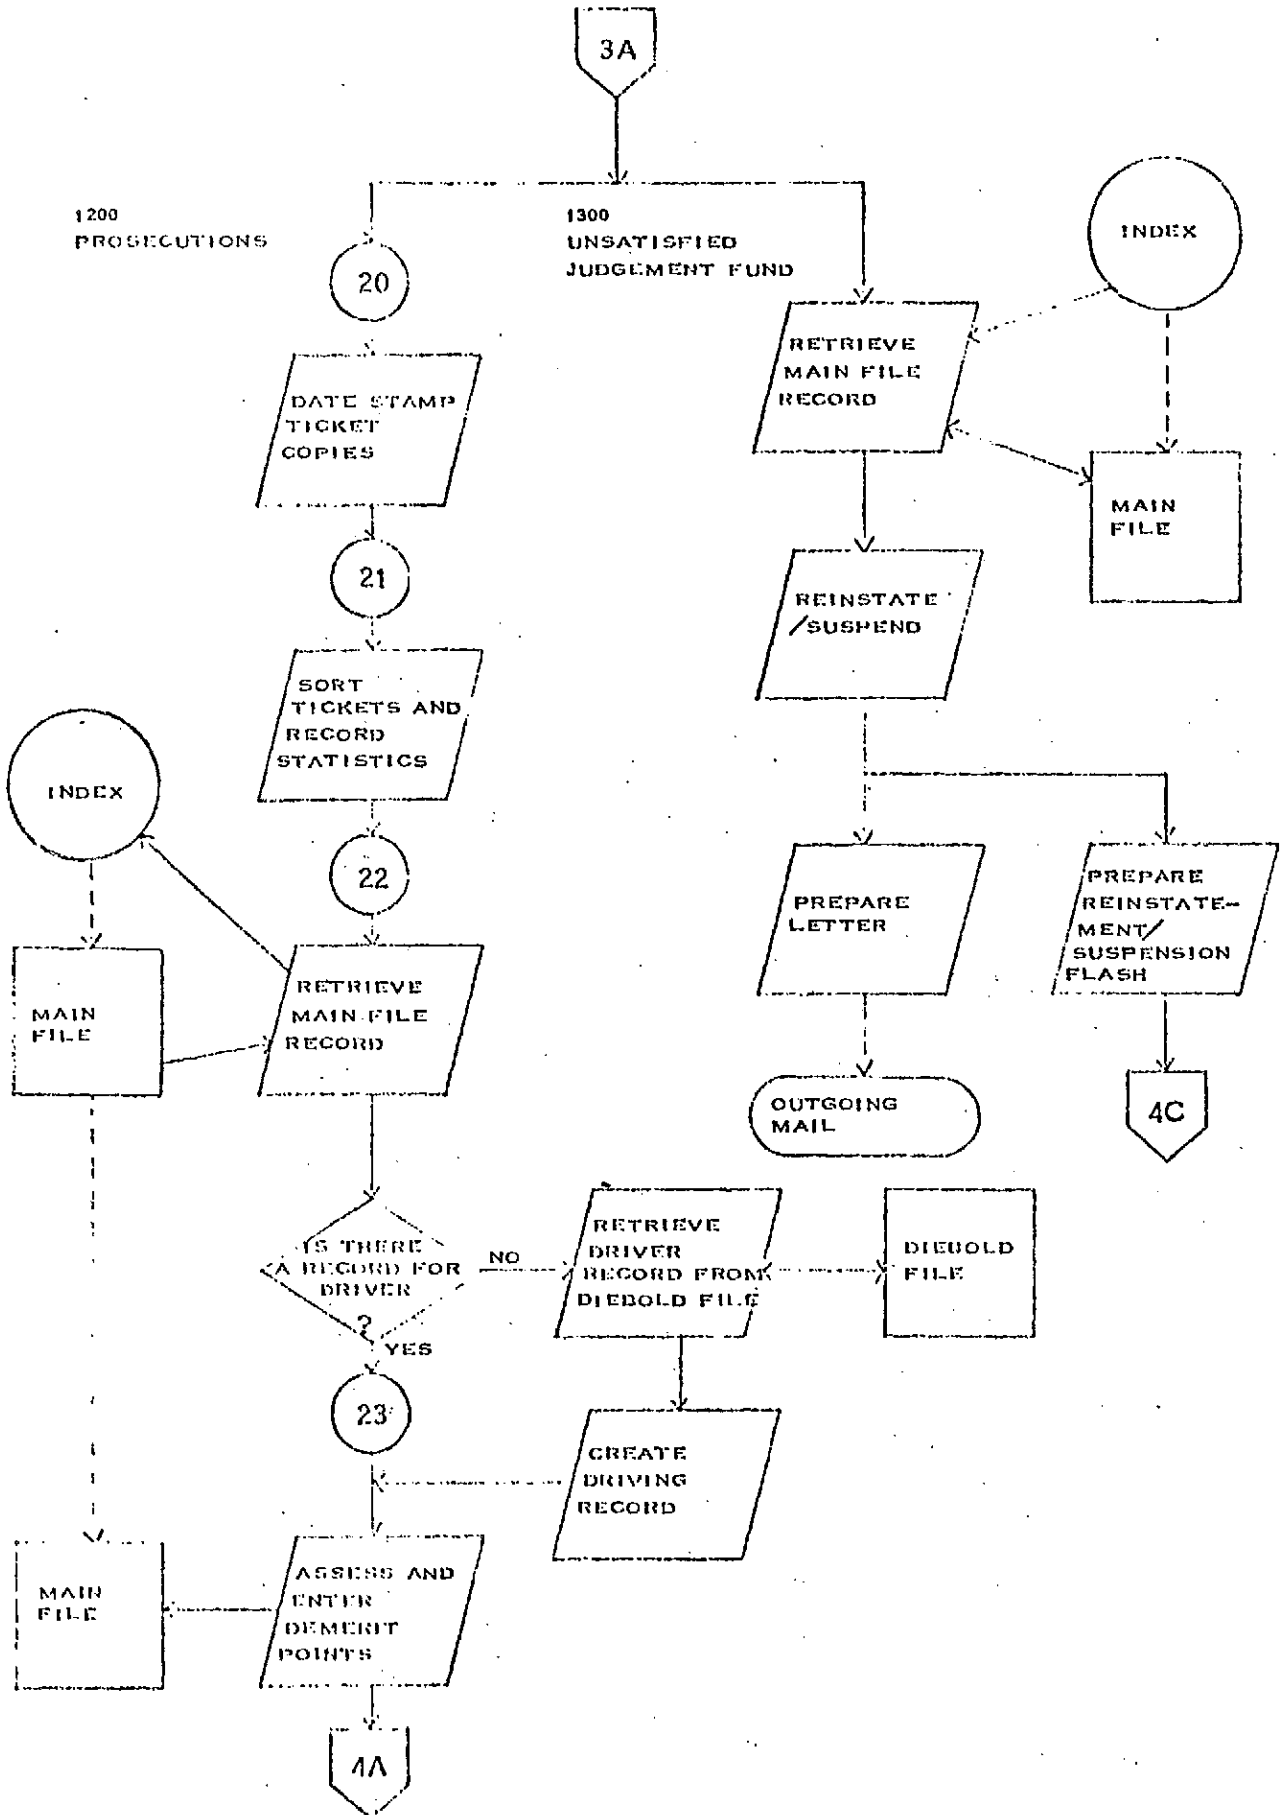 3A
1200
PROSECUTIONS
1300
UNSATISFIED
JUDGEMENT FUND
INDEX
20
RETRIEVE
MAIN FILE
RECORD
DATE STAMP
TICKET
COPIES
MAIN
FILE
21
REINSTATE
/SUSPEND
SORT
TICKETS AND
RECORD
STATISTICS
INDEX
22
PREPARE
LETTER
PREPARE
REINSTATE-
MENT/
SUSPENSION
FLASH
MAIN
FILE
RETRIEVE
MAIN FILE
RECORD
OUTGOING
MAIL
4C
IS THERE
A RECORD FOR
DRIVER
?
NO
YES
RETRIEVE
DRIVER
RECORD FROM
DIEBOLD FILE
DIEBOLD
FILE
23
CREATE
DRIVING
RECORD
MAIN
FILE
ASSESS AND
ENTER
DEMERIT
POINTS
4A